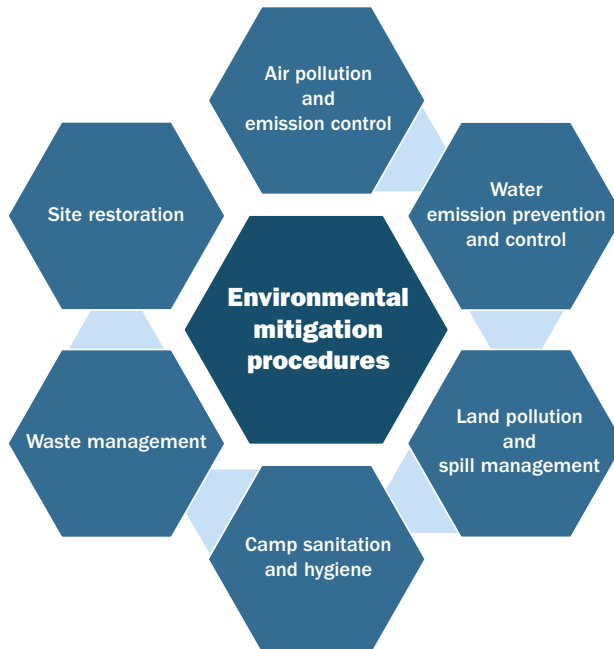 Air pollution
and
emission control
Water
emission prevention
and control
Land pollution
and
spill management
Camp sanitation
and hygiene
Waste management
Site restoration
Environmental
mitigation
procedures